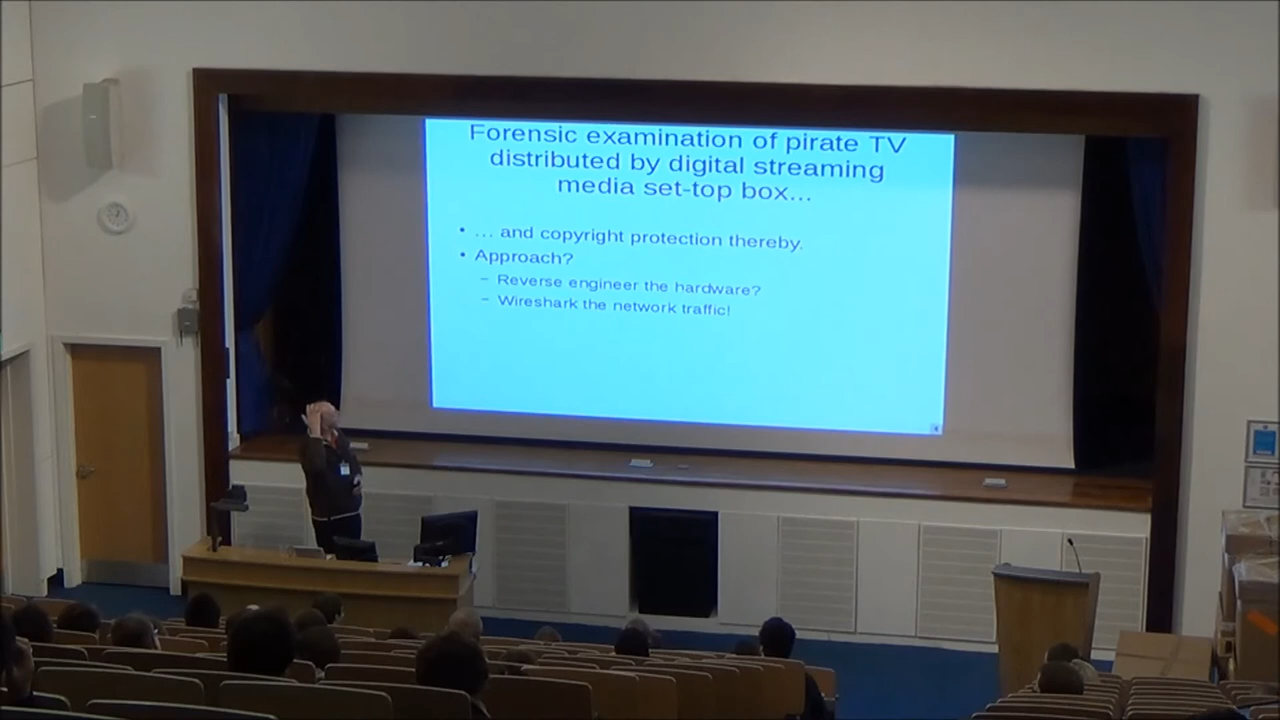 Forensic examination of pirate TV
distributed by digital streaming
media set-top box...
• ... and copyright protection thereby.
• Approach?
– Reverse engineer the hardware?
– Wireshark the network traffic!